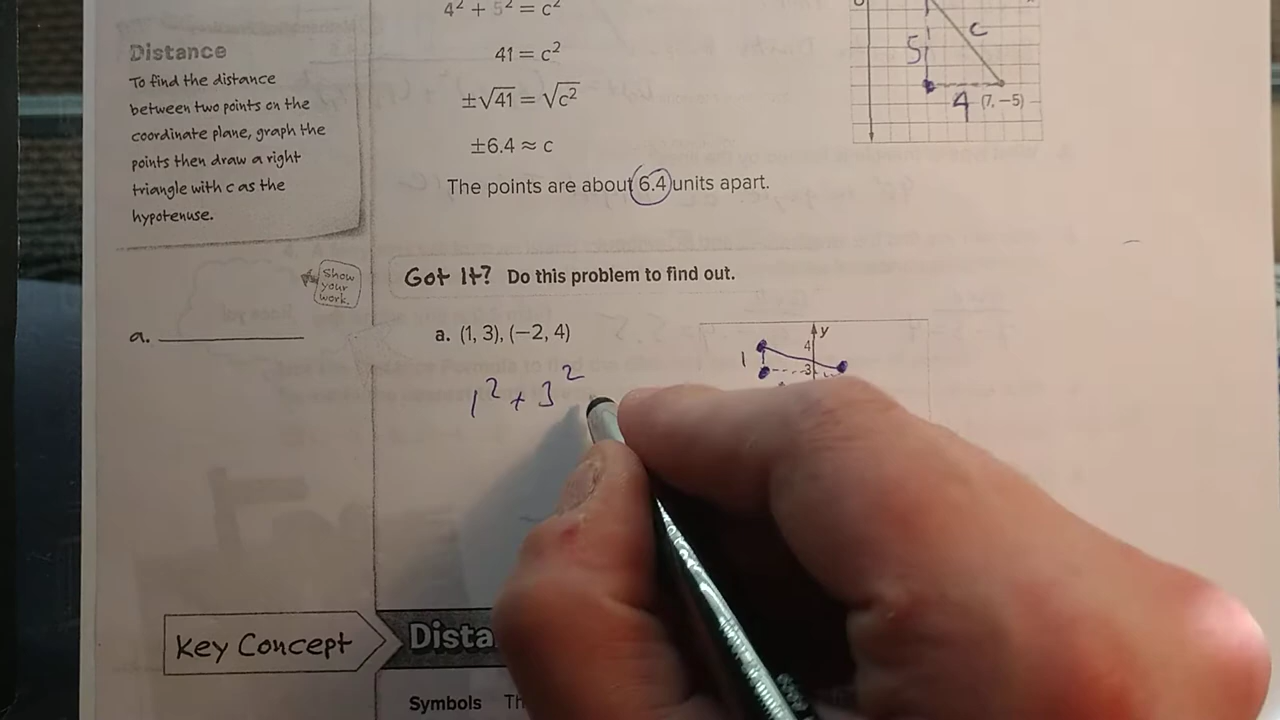 4² + 5² = c²
41 = c²
±√41 = √c²
±6.4 ≈ c
The points are about 6.4 units apart.
Distance
To find the distance
between two points on the
coordinate plane, graph the
points then draw a right
triangle with c as the
hypotenuse.
0
5
c
4
(7, −5)
Show
your
work.
Got It? Do this problem to find out.
a.
a. (1, 3), (−2, 4)
1² + 3²
y
4
1
3
Key Concept
Dista
Symbols Th